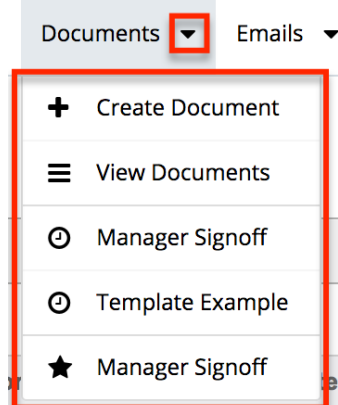 Documents Emails
Create Document
View Documents
Manager Signoff
Template Example
Manager Signoff